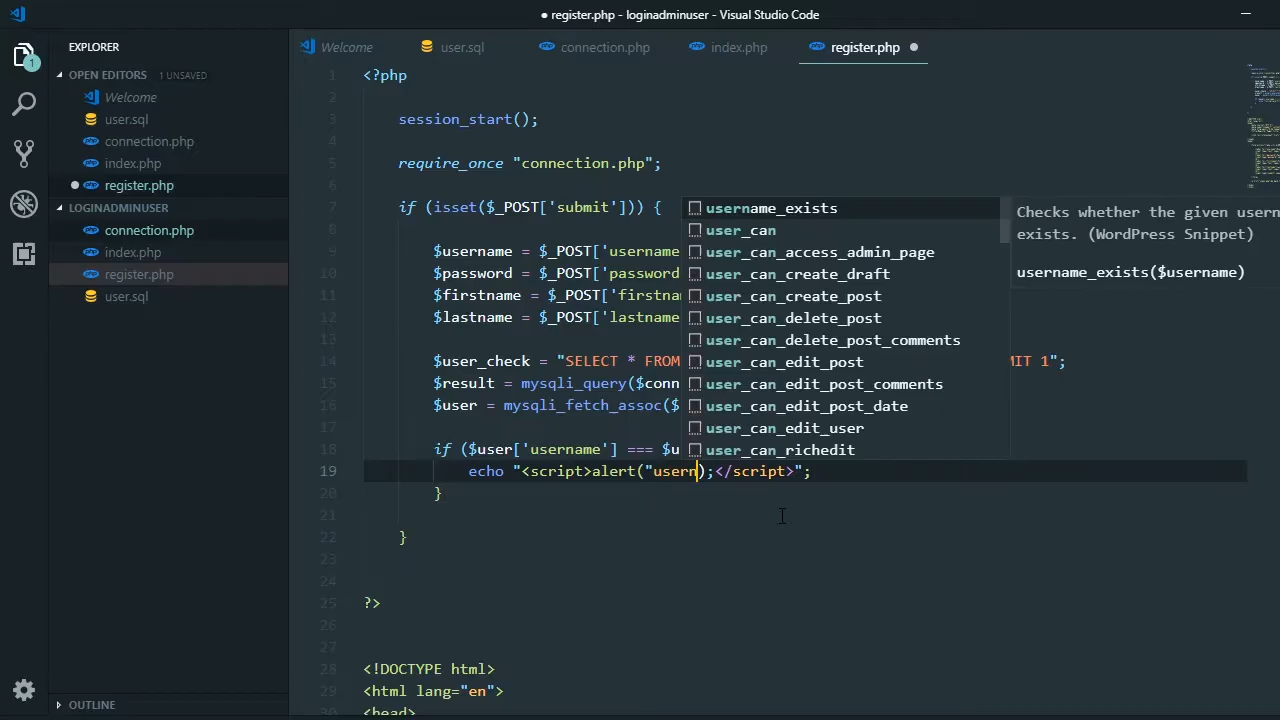 ● register.php - loginadminuser - Visual Studio Code
EXPLORER
OPEN EDITORS 1 UNSAVED
Welcome
user.sql
connection.php
index.php
● register.php
LOGINADMINUSER
connection.php
index.php
register.php
user.sql
OUTLINE
1
Welcome user.sql connection.php index.php register.php ●
1 <?php
2
3 session_start();
4
5 require_once "connection.php";
6
7 if (isset($_POST['submit'])) {
8
9 $username = $_POST['username
10 $password = $_POST['password
11 $firstname = $_POST['firstna
12 $lastname = $_POST['lastname
13
14 $user_check = "SELECT * FROM MIT 1";
15 $result = mysqli_query($conn
16 $user = mysqli_fetch_assoc($
17
18 if ($user['username'] === $u
19 echo "<script>alert("usern);</script>";
20 }
21
22 }
23
24
25 ?>
26
27
28 <!DOCTYPE html>
29 <html lang="en">
<head>
username_exists
user_can
user_can_access_admin_page
user_can_create_draft
user_can_create_post
user_can_delete_post
user_can_delete_post_comments
user_can_edit_post
user_can_edit_post_comments
user_can_edit_post_date
user_can_edit_user
user_can_richedit
Checks whether the given usern
exists. (WordPress Snippet)
username_exists($username)